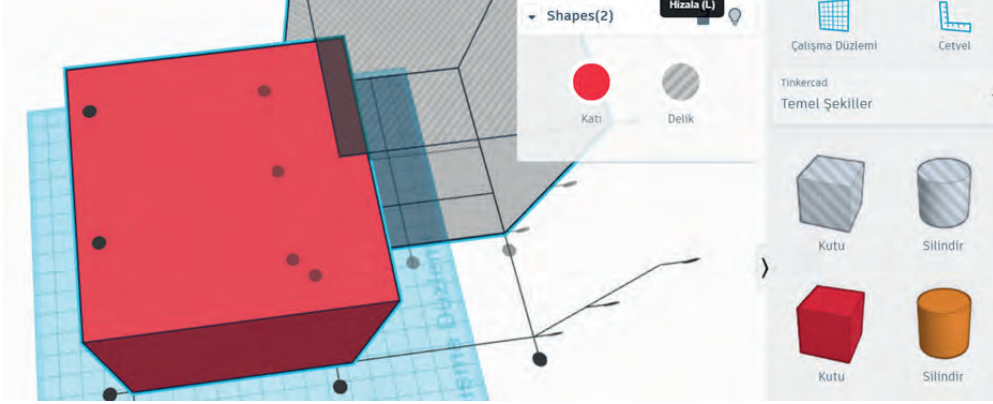 Hizala (L)
Shapes(2)
Katı
Delik
Çalışma Düzlemi
Cetvel
Tinkercad
Temel Şekiller
Kutu
Silindir
Kutu
Silindir